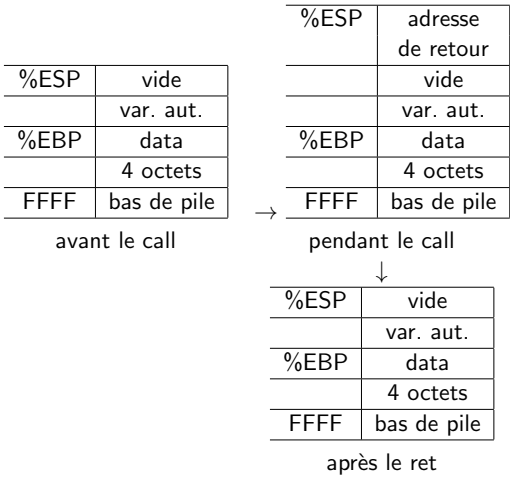 %ESP vide
var. aut.
%EBP data
4 octets
FFFF bas de pile
avant le call
→
%ESP adresse
de retour
vide
var. aut.
%EBP data
4 octets
FFFF bas de pile
pendant le call
↓
%ESP vide
var. aut.
%EBP data
4 octets
FFFF bas de pile
après le ret